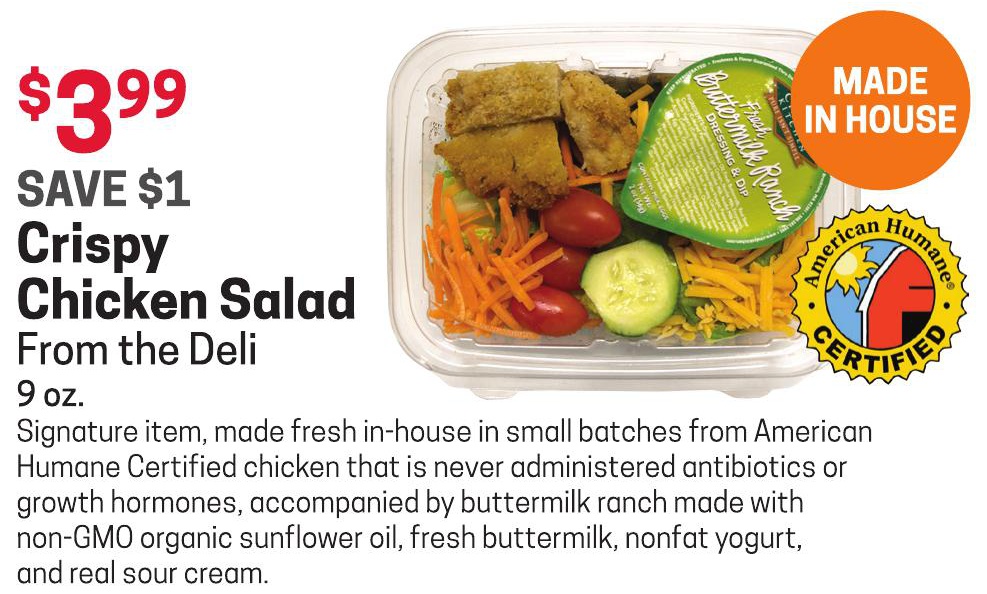 $3.99
SAVE $1
Crispy
Chicken Salad
From the Deli
9 oz.
Signature item, made fresh in-house in small batches from American
Humane Certified chicken that is never administered antibiotics or
growth hormones, accompanied by buttermilk ranch made with
non-GMO organic sunflower oil, fresh buttermilk, nonfat yogurt,
and real sour cream.
Fresh
Buttermilk Ranch
DRESSING & DIP
MADE
IN HOUSE
American Humane®
CERTIFIED